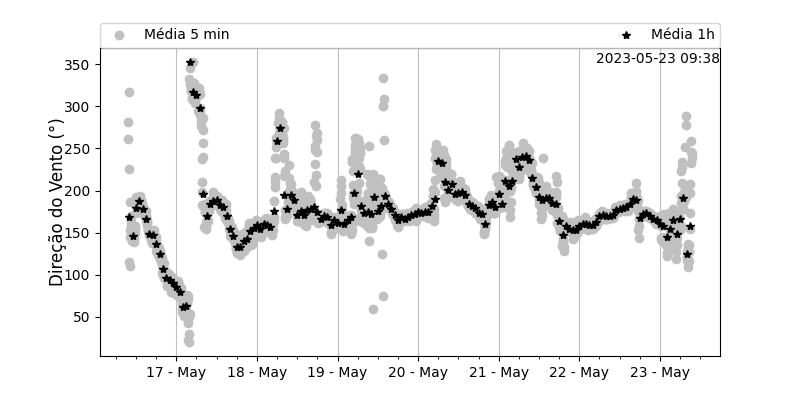 Média 5 min
Média 1h
2023-05-23 09:38
Direção do Vento (°)
350
300
250
200
150
100
50
17 - May
18 - May
19 - May
20 - May
21 - May
22 - May
23 - May